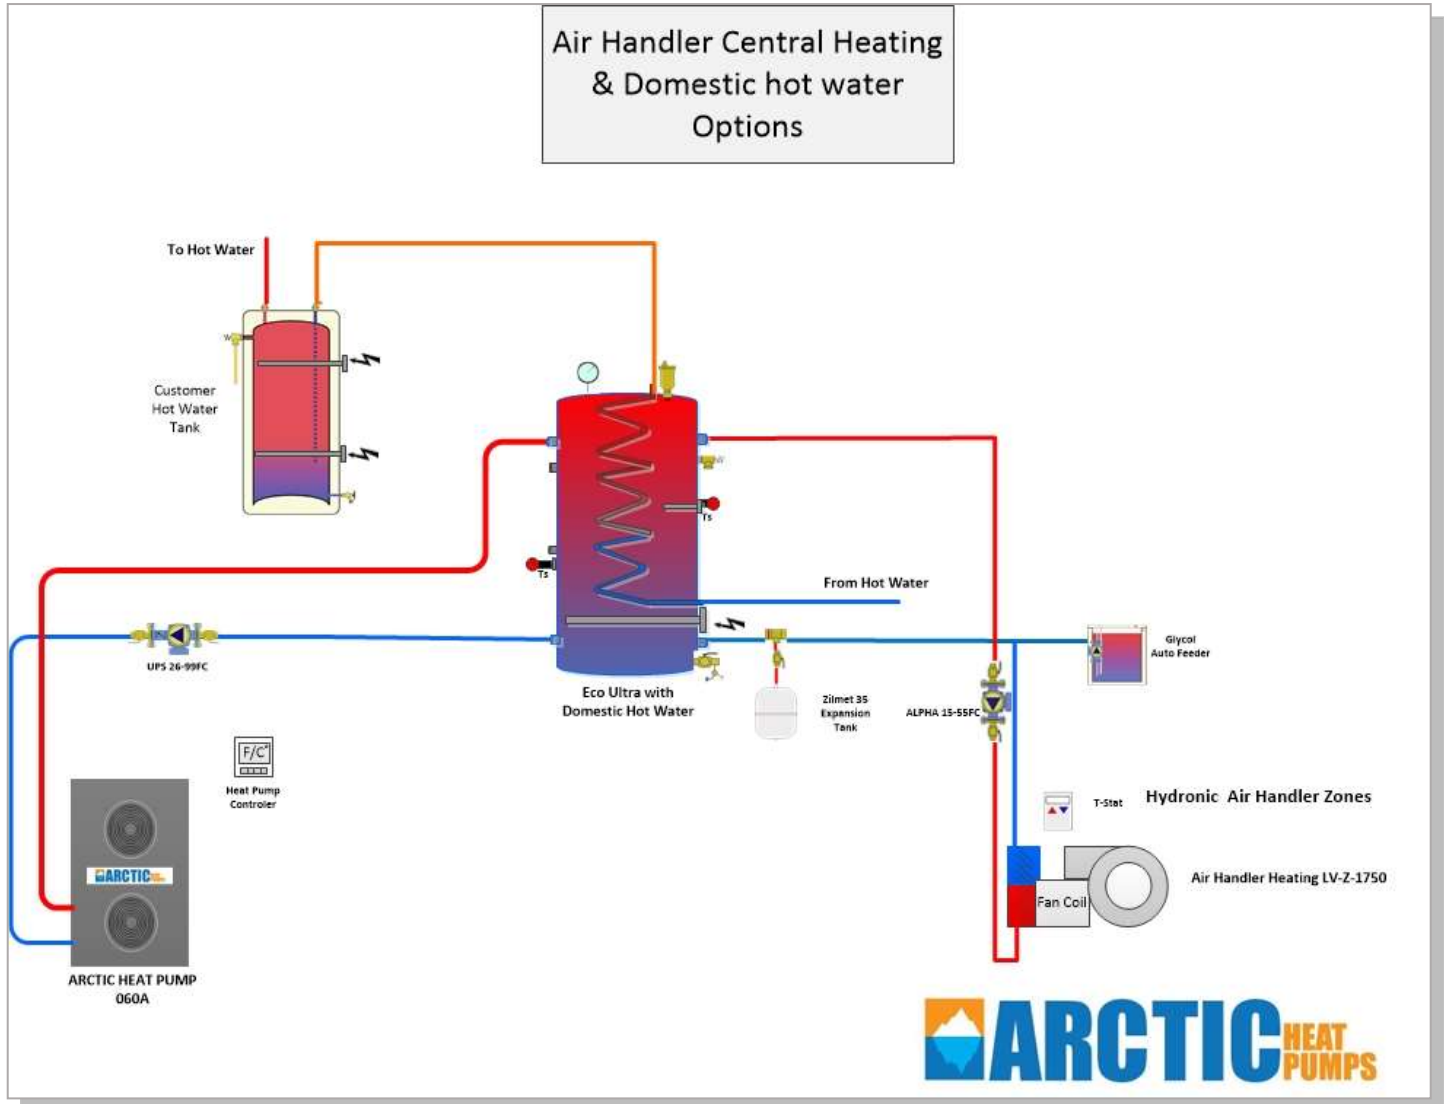 Air Handler Central Heating
& Domestic hot water
Options
To Hot Water
Customer
Hot Water
Tank
Ts
Ts
From Hot Water
UPS 26-99FC
Eco Ultra with
Domestic Hot Water
Zilmet 35
Expansion
Tank
ALPHA 15-55FC
Glycol
Auto Feeder
F/C°
Heat Pump
Controler
T-Stat
Hydronic Air Handler Zones
Air Handler Heating LV-Z-1750
Fan Coil
ARCTIC
ARCTIC HEAT PUMP
060A
ARCTIC HEAT
PUMPS